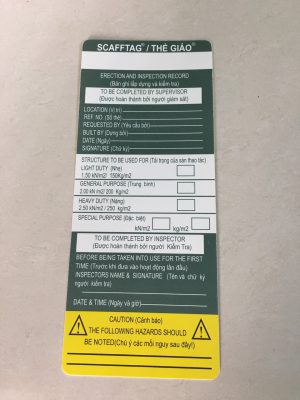 SCAFFTAG® / THẺ GIÁO®
ERECTION AND INSPECTION RECORD
(Bản ghi lắp dựng và kiểm tra)
TO BE COMPLETED BY SUPERVISOR
(Được hoàn thành bởi người giám sát)
LOCATION (vị trí)
REF. NO (Số thẻ)
REQUESTED BY (Yêu cầu bởi)
BUILT BY (Dựng bởi)
DATE (Ngày)
SIGNATURE (Chữ ký)
STRUCTURE TO BE USED FOR (Tải trọng của sàn thao tác)
LIGHT DUTY (Nhẹ)
1.50 kN/m2/ 150Kg/m2
GENERAL PURPOSE (Trung bình)
2.00 kN m2/ 200 Kg/m2
HEAVY DUTY (Nặng)
2.50 kN/m2 / 250 kg/m2
SPECIAL PURPOSE (Đặc biệt)
kN/m2 kg/m2
TO BE COMPLETED BY INSPECTOR
(Được hoàn thành bởi người Kiểm Tra)
BEFORE BEING TAKEN INTO USE FOR THE FIRST
TIME (Trước khi đưa vào hoạt động lần đầu)
INSPECTORS NAME & SIGNATURE (Tên và chữ ký
người kiểm tra)
DATE & TIME (Ngày và giờ)
CAUTION (Cảnh báo)
THE FOLLOWING HAZARDS SHOULD
BE NOTED(Chú ý các mối nguy sau đây!)